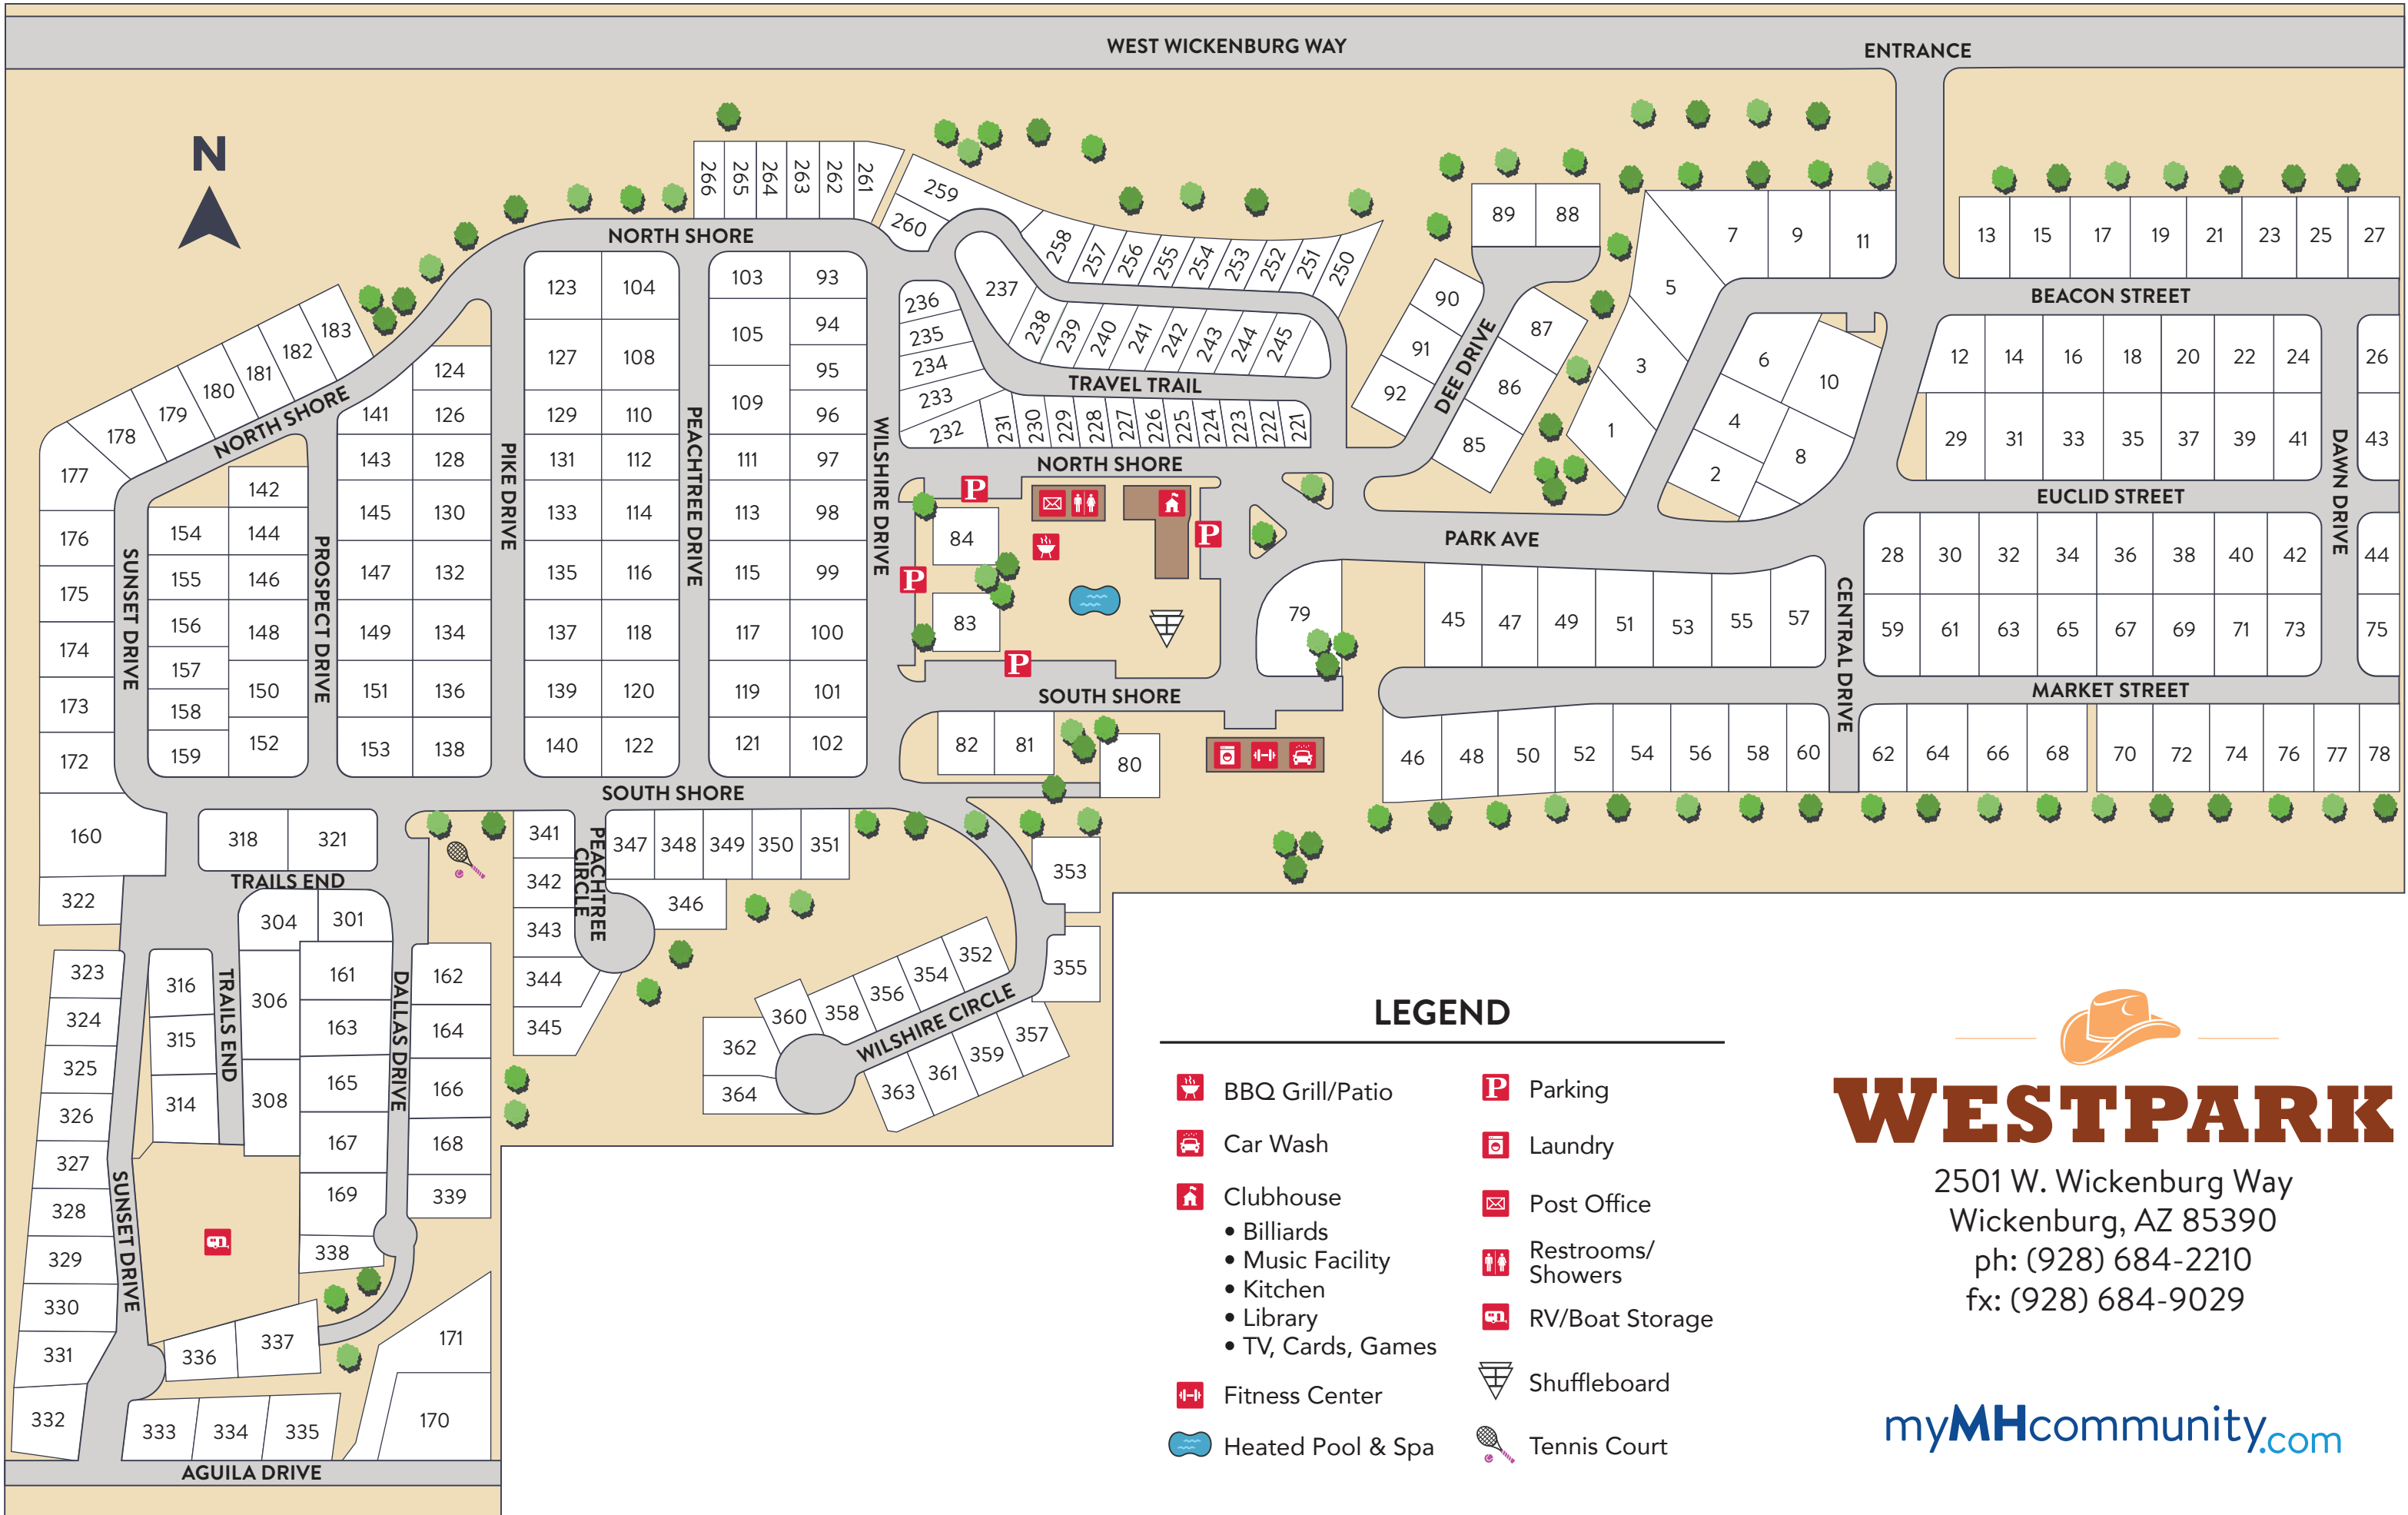 WEST WICKENBURG WAY
ENTRANCE
N
266 265 264 263 262 261
259
260
258 257 256 255 254 253 252 251 250
89 88
7 9 11
13 15 17 19 21 23 25 27
NORTH SHORE
BEACON STREET
123 104
103 93
236
237
90
87
5
183
182
181
180
179
178
177
NORTH SHORE
124
127 108
105
94
95
235
234
233
232
238 239 240 241 242 243 244 245
TRAVEL TRAIL
91
92
86
85
DEE DRIVE
3
1
6
10
4
8
2
12 14 16 18 20 22 24 26
29 31 33 35 37 39 41 43
141 126
129 110
109
96
231 230 229 228 227 226 225 224 223 222 221
143 128
131 112
111 97
NORTH SHORE
EUCLID STREET
DAWN DRIVE
PIKE DRIVE
PEACHTREE DRIVE
WILSHIRE DRIVE
142
P
176
154 144
145 130
133 114
113 98
84
P
PARK AVE
SUNSET DRIVE
PROSPECT DRIVE
175
155 146
147 132
135 116
115 99
P
28 30 32 34 36 38 40 42 44
174
156 148
149 134
137 118
117 100
83
79
45 47 49 51 53 55 57
CENTRAL DRIVE
59 61 63 65 67 69 71 73 75
173
157
158
150
151 136
139 120
119 101
P
SOUTH SHORE
MARKET STREET
172
159 152
153 138
140 122
121 102
82 81
80
46 48 50 52 54 56 58 60
62 64 66 68 70 72 74 76 77 78
SOUTH SHORE
160
318 321
341
PEACHTREE
CIRCLE
347 348 349 350 351
353
TRAILS END
322
342
346
304 301
343
323
316
TRAILS END
306
161
DALLAS DRIVE
162
344
352
354
356
358
360
355
324
315
163
164
345
362
WILSHIRE CIRCLE
357
359
361
363
364
325
326
314
308
165
166
327
167
168
328
169
339
SUNSET DRIVE
329
338
330
337
336
171
331
332
333 334 335
170
AGUILA DRIVE
LEGEND
BBQ Grill/Patio
Car Wash
Clubhouse
• Billiards
• Music Facility
• Kitchen
• Library
• TV, Cards, Games
Fitness Center
Heated Pool & Spa
P Parking
Laundry
Post Office
Restrooms/
Showers
RV/Boat Storage
Shuffleboard
Tennis Court
WESTPARK
2501 W. Wickenburg Way
Wickenburg, AZ 85390
ph: (928) 684-2210
fx: (928) 684-9029
myMHcommunity.com